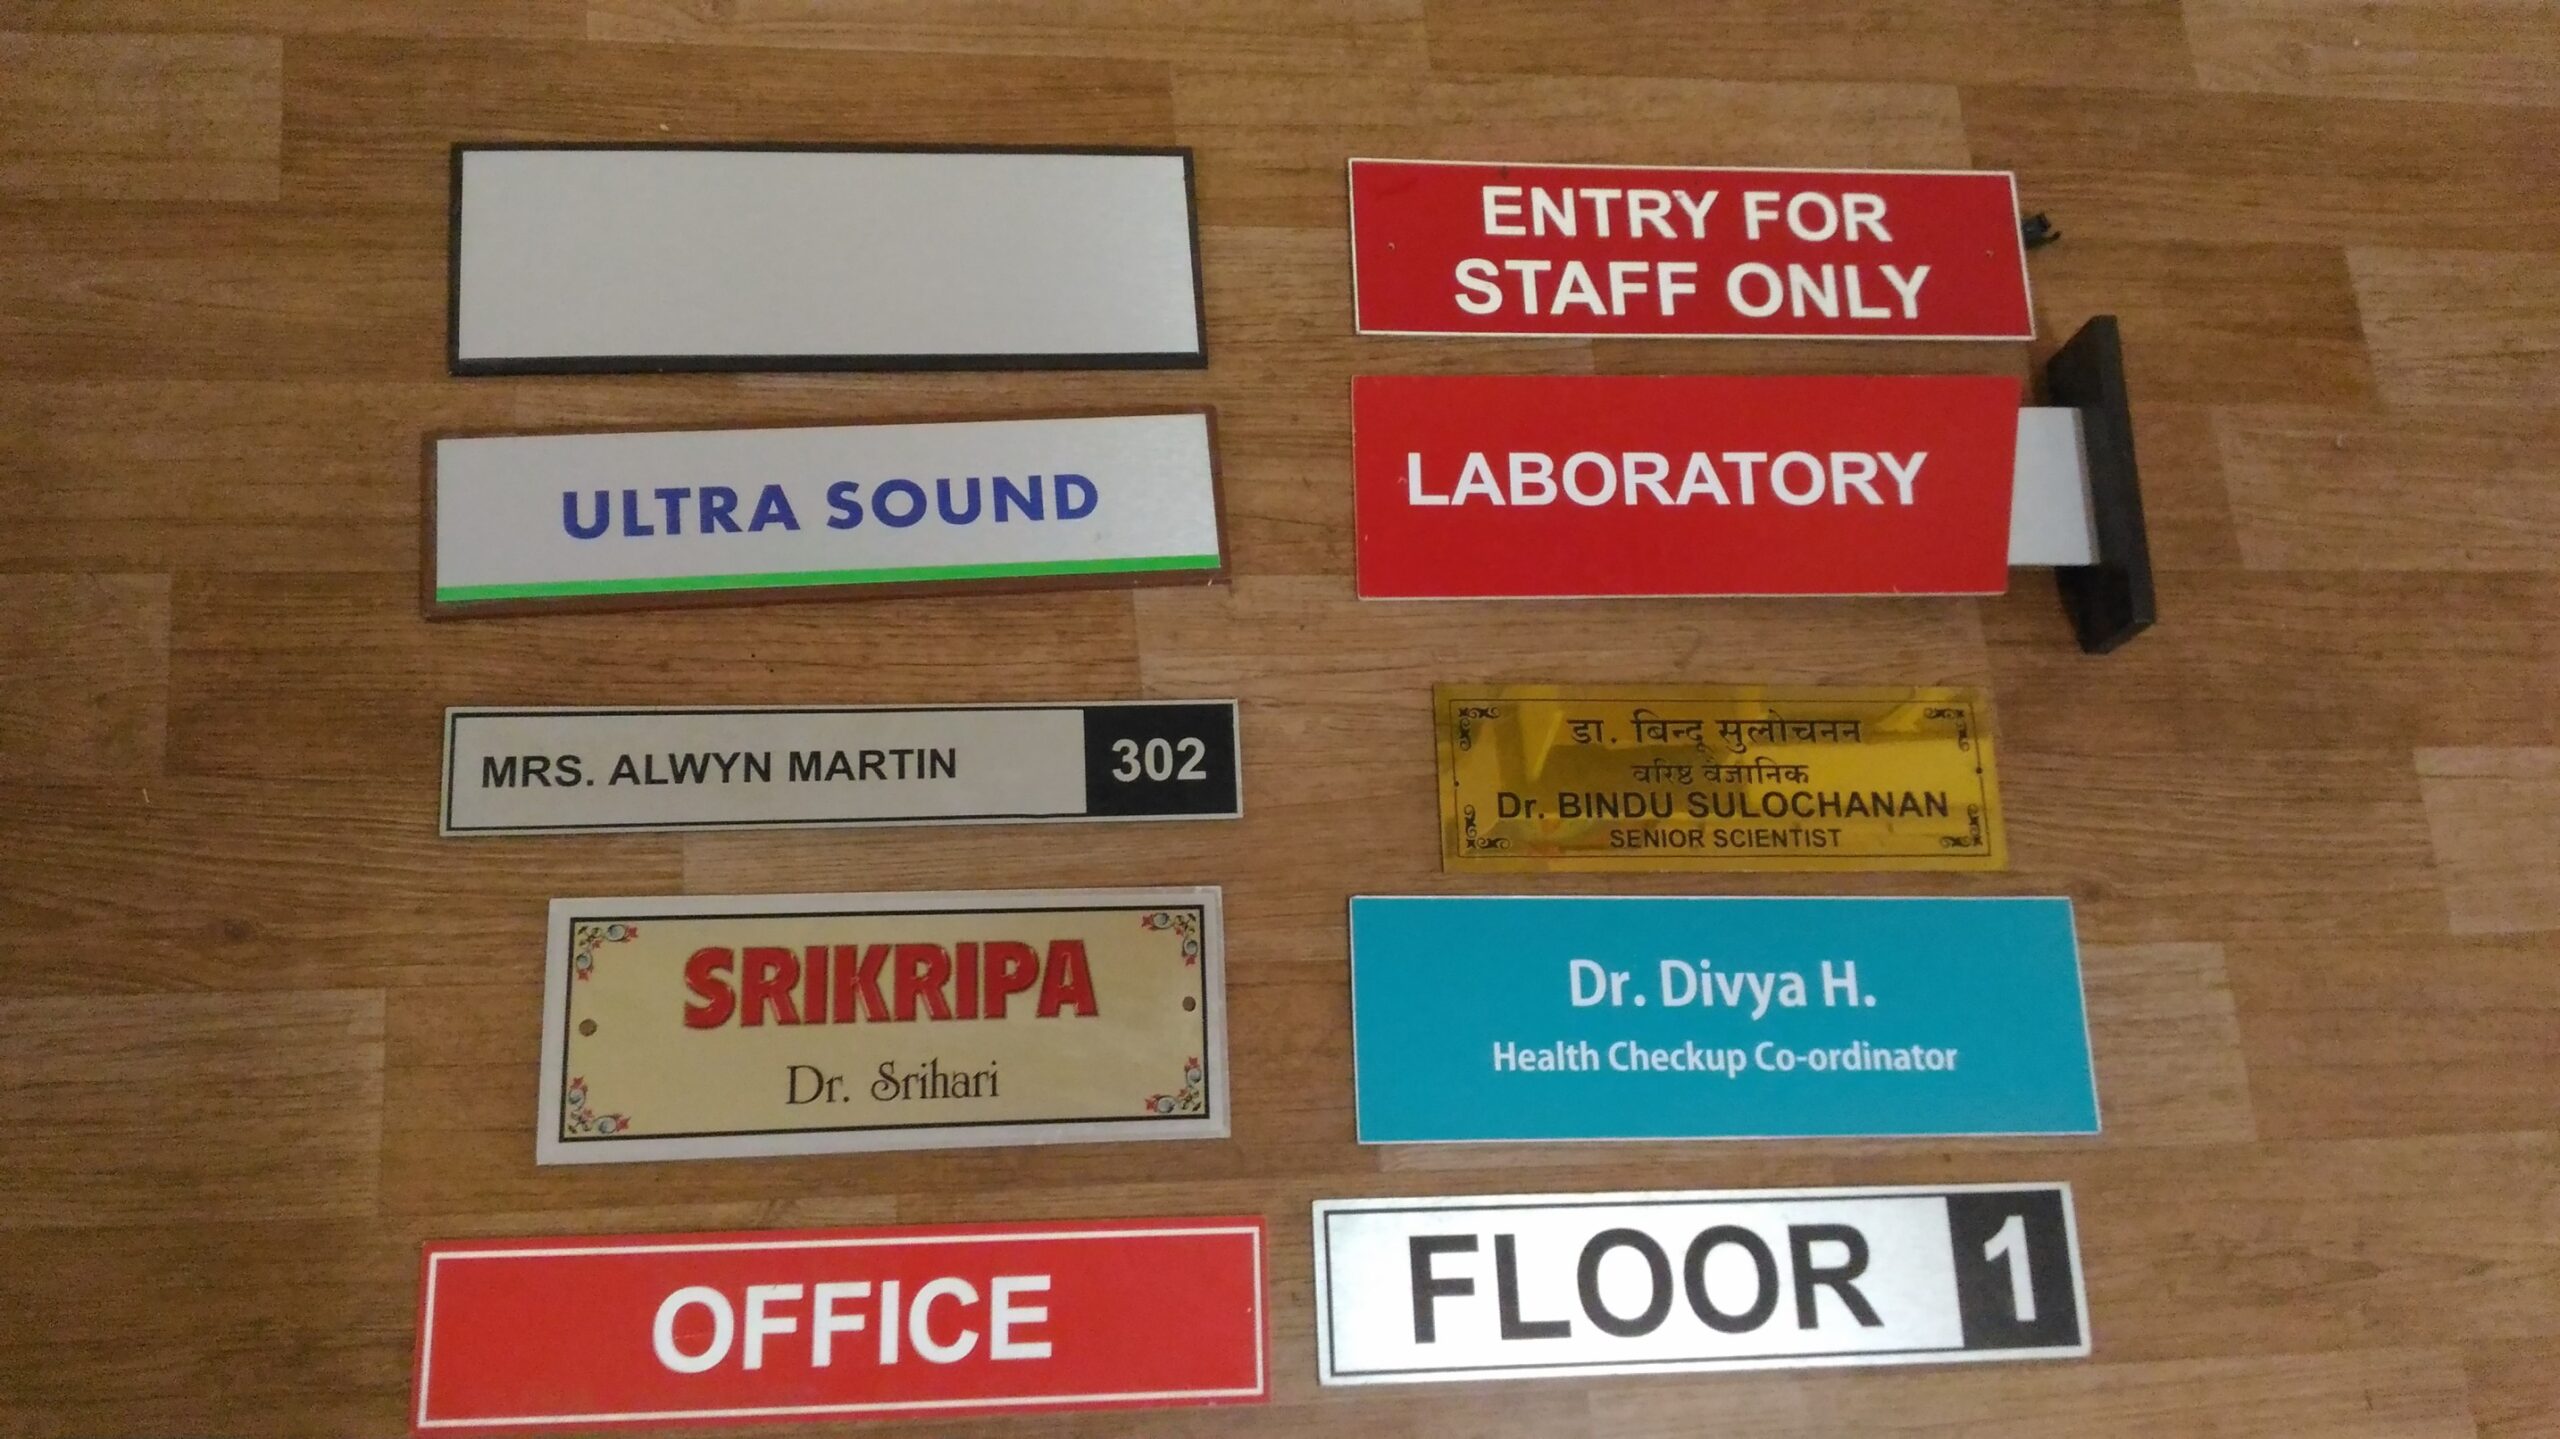 ENTRY FOR
STAFF ONLY
ULTRA SOUND
LABORATORY
MRS. ALWYN MARTIN 302
डा. बिन्दू सुलोचनन
वरिष्ठ वेज्ञानिक
Dr. BINDU SULOCHANAN
SENIOR SCIENTIST
SRIKRIPA
Dr. Srihari
Dr. Divya H.
Health Checkup Co-ordinator
OFFICE
FLOOR 1